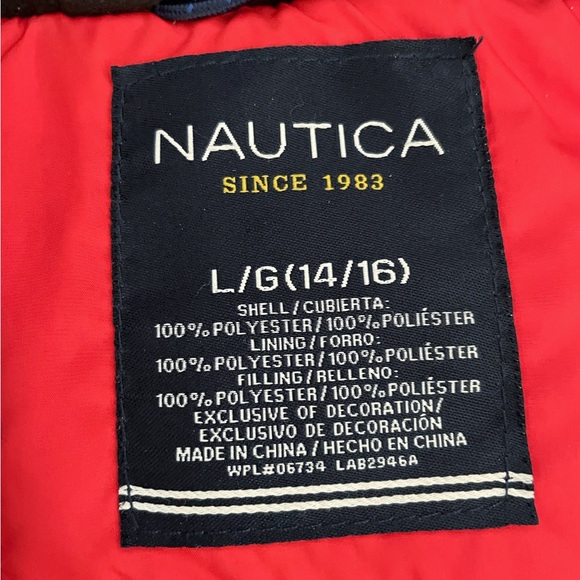 NAUTICA
SINCE 1983
L/G(14/16)
SHELL/CUBIERTA:
100%POLYESTER/100%POLIÉSTER
LINING/FORRO:
100%POLYESTER/100%POLIÉSTER
FILLING/RELLENO:
100%POLYESTER/100%POLIÉSTER
EXCLUSIVE OF DECORATION/
EXCLUSIVO DE DECORACIÓN
MADE IN CHINA/HECHO EN CHINA
WPL#06734 LAB2946A